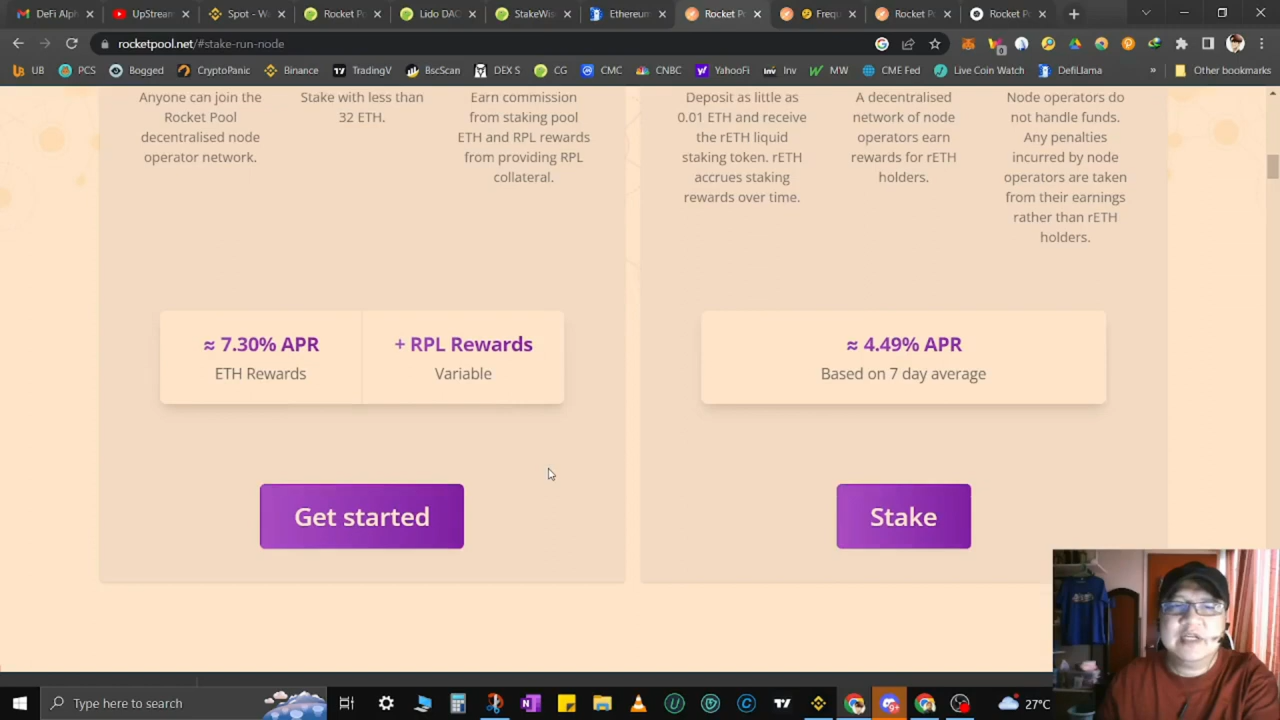 DeFi Alph
UpStream
Spot - W
Rocket Po
Lido DAO
StakeWis
Ethereum
Rocket P
Frequ
Rocket Po
Rocket Po
rocketpool.net/#stake-run-node
UB
PCS
Bogged
CryptoPanic
Binance
TradingV
BscScan
DEX S
CG
CMC
CNBC
YahooFi
Inv
MW
CME Fed
Live Coin Watch
DefiLlama
»
Other bookmarks
Anyone can join the
Rocket Pool
decentralised node
operator network.
Stake with less than
32 ETH.
Earn commission
from staking pool
ETH and RPL rewards
from providing RPL
collateral.
Deposit as little as
0.01 ETH and receive
the rETH liquid
staking token. rETH
accrues staking
rewards over time.
A decentralised
network of node
operators earn
rewards for rETH
holders.
Node operators do
not handle funds.
Any penalties
incurred by node
operators are taken
from their earnings
rather than rETH
holders.
≈ 7.30% APR
ETH Rewards
+ RPL Rewards
Variable
≈ 4.49% APR
Based on 7 day average
Get started
Stake
Type here to search
27°C